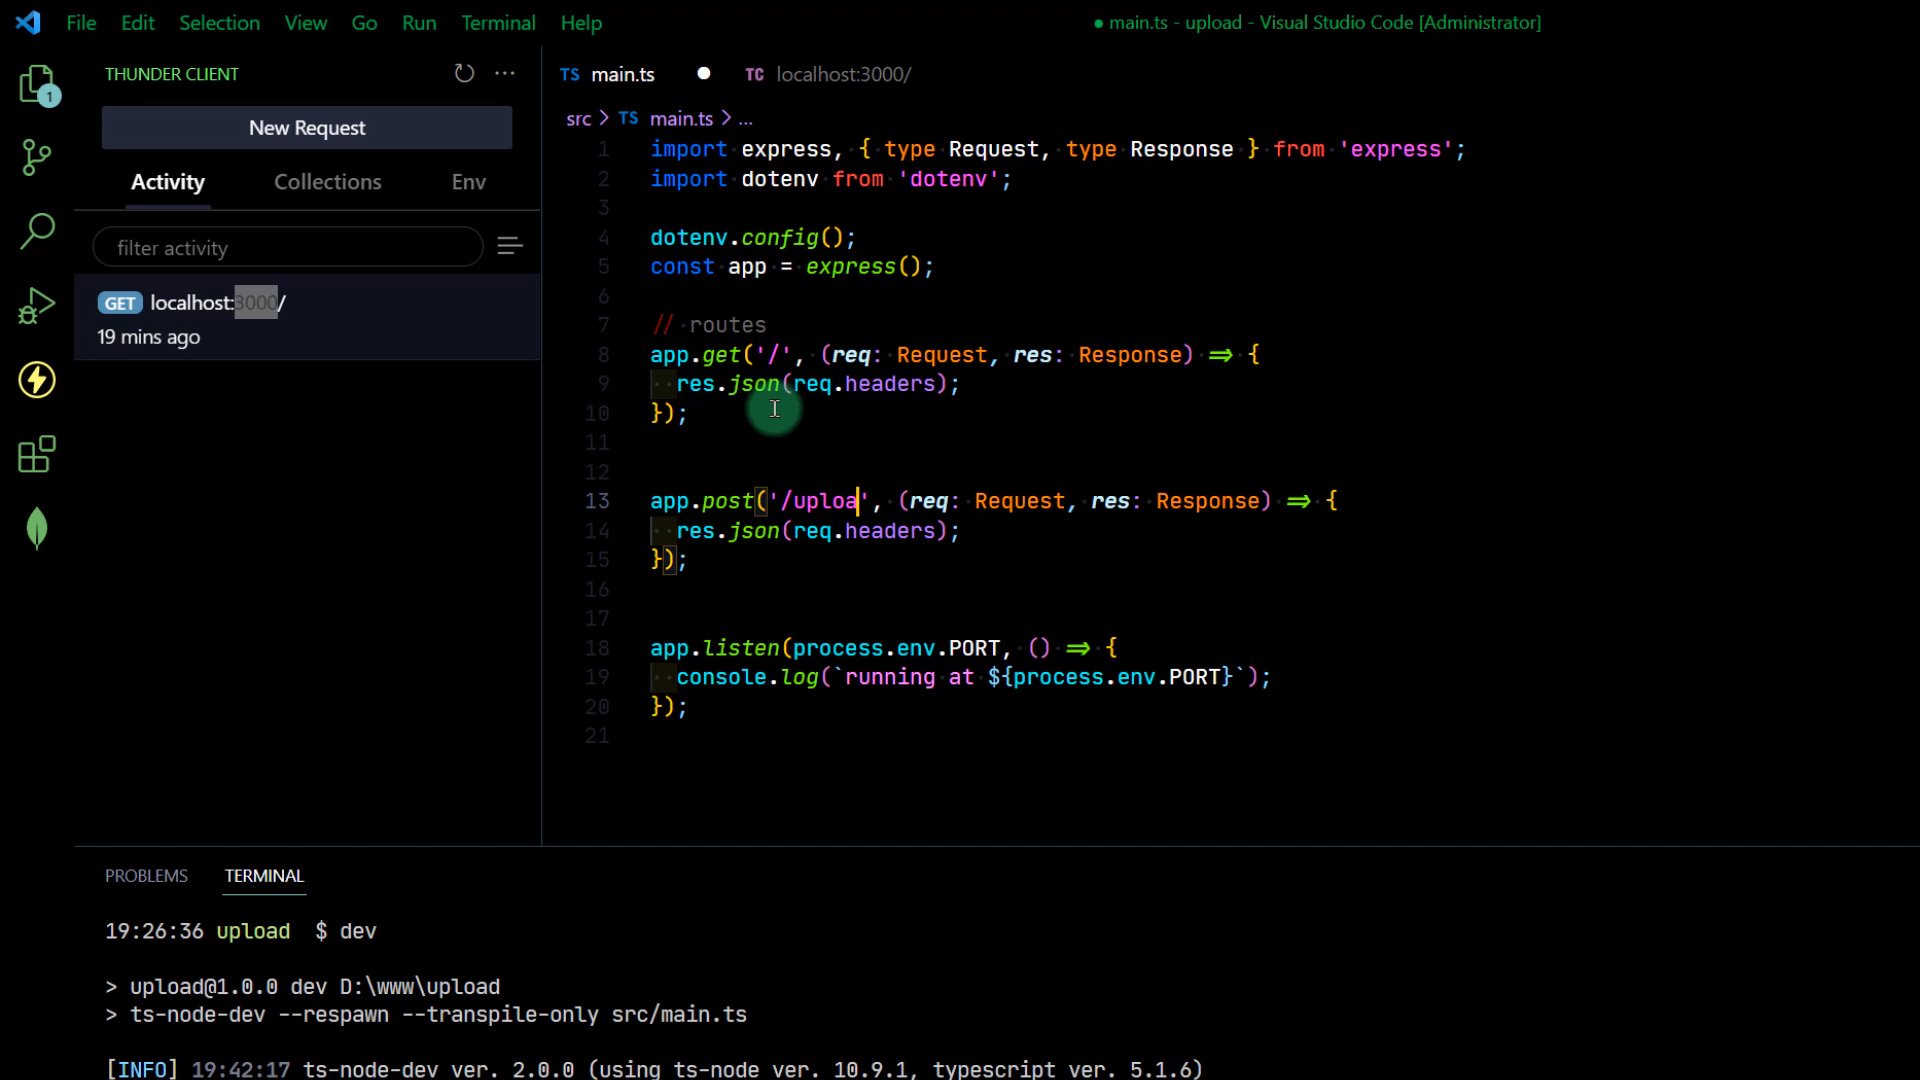 File Edit Selection View Go Run Terminal Help
● main.ts - upload - Visual Studio Code [Administrator]
1
THUNDER CLIENT
New Request
Activity Collections Env
filter activity
GET localhost:3000/
19 mins ago
TS main.ts
TC localhost:3000/
src > TS main.ts > ...
1 import express, { type Request, type Response } from 'express';
2 import dotenv from 'dotenv';
3
4 dotenv.config();
5 const app = express();
6
7 // routes
8 app.get('/', (req: Request, res: Response) => {
9 res.json(req.headers);
10 });
11
12
13 app.post('/uploa', (req: Request, res: Response) => {
14 res.json(req.headers);
15 });
16
17
18 app.listen(process.env.PORT, () => {
19 console.log(`running at ${process.env.PORT}`);
20 });
21
PROBLEMS TERMINAL
19:26:36 upload $ dev
> upload@1.0.0 dev D:\www\upload
> ts-node-dev --respawn --transpile-only src/main.ts
[INFO] 19:42:17 ts-node-dev ver. 2.0.0 (using ts-node ver. 10.9.1, typescript ver. 5.1.6)